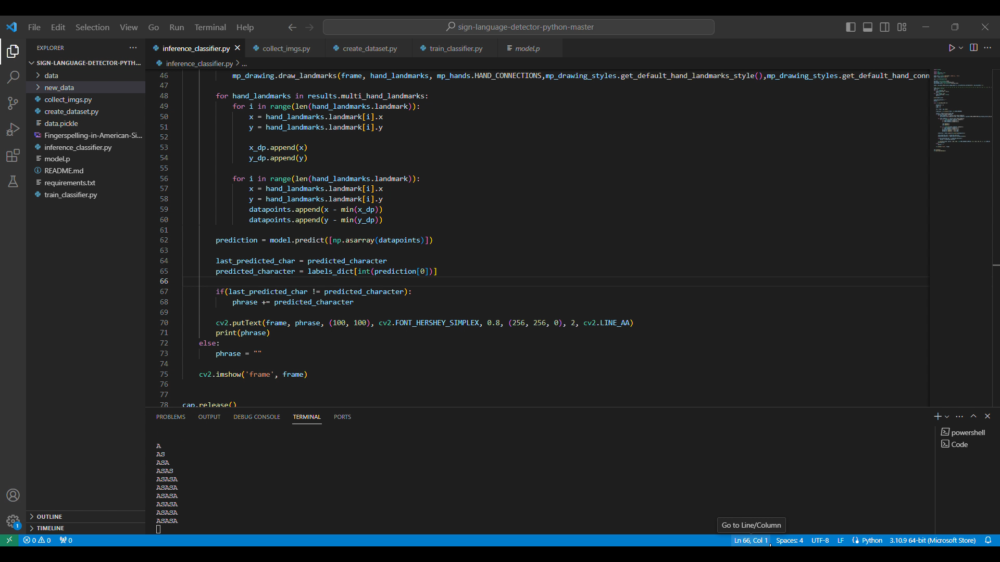 File Edit Selection View Go Run Terminal Help
sign-language-detector-python-master
EXPLORER
inference_classifier.py collect_imgs.py create_dataset.py train_classifier.py model.p
SIGN-LANGUAGE-DETECTOR-PYTH...
inference_classifier.py > ...
data
new_data
collect_imgs.py
create_dataset.py
data.pickle
Fingerspelling-in-American-Si...
inference_classifier.py
model.p
README.md
requirements.txt
train_classifier.py
OUTLINE
TIMELINE
46 mp_drawing.draw_landmarks(frame, hand_landmarks, mp_hands.HAND_CONNECTIONS,mp_drawing_styles.get_default_hand_landmarks_style(),mp_drawing_styles.get_default_hand_conn
47
48 for hand_landmarks in results.multi_hand_landmarks:
49 for i in range(len(hand_landmarks.landmark)):
50 x = hand_landmarks.landmark[i].x
51 y = hand_landmarks.landmark[i].y
52
53 x_dp.append(x)
54 y_dp.append(y)
55
56 for i in range(len(hand_landmarks.landmark)):
57 x = hand_landmarks.landmark[i].x
58 y = hand_landmarks.landmark[i].y
59 datapoints.append(x - min(x_dp))
60 datapoints.append(y - min(y_dp))
61
62 prediction = model.predict([np.asarray(datapoints)])
63
64 last_predicted_char = predicted_character
65 predicted_character = labels_dict[int(prediction[0])]
66
67 if(last_predicted_char != predicted_character):
68 phrase += predicted_character
69
70 cv2.putText(frame, phrase, (100, 100), cv2.FONT_HERSHEY_SIMPLEX, 0.8, (256, 256, 0), 2, cv2.LINE_AA)
71 print(phrase)
72 else:
73 phrase = ""
74
75 cv2.imshow('frame', frame)
76
77
78 cap.release()
PROBLEMS OUTPUT DEBUG CONSOLE TERMINAL PORTS
powershell
Code
A
AS
ASA
ASAS
ASASA
ASASA
ASASA
ASASA
ASASA
ASASA
Go to Line/Column
1
0 0 0 Ln 66, Col 1 Spaces: 4 UTF-8 LF Python 3.10.9 64-bit (Microsoft Store)